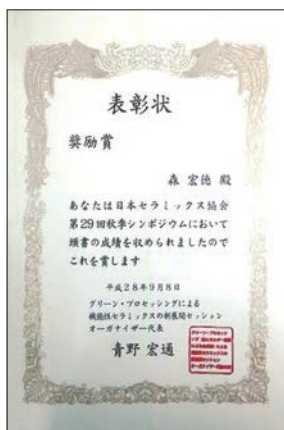 表彰状
奨励賞
森 宏徳 殿
あなたは日本セラミックス協会
第29回秋季シンポジウムにおいて
頭書の成績を収められましたので
これを賞します
平成28年9月8日
グリーン・プロセッシングによる
機能性セラミックスの新展開セッション
オーガナイザー代表
青野 宏通